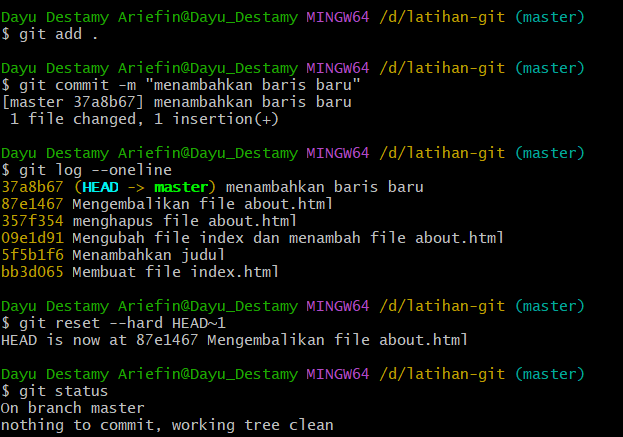 Dayu Destamy Ariefin@Dayu_Destamy MINGW64 /d/latihan-git (master)
$ git add .
Dayu Destamy Ariefin@Dayu_Destamy MINGW64 /d/latihan-git (master)
$ git commit -m "menambahkan baris baru"
[master 37a8b67] menambahkan baris baru
 1 file changed, 1 insertion(+)
Dayu Destamy Ariefin@Dayu_Destamy MINGW64 /d/latihan-git (master)
$ git log --oneline
37a8b67 (HEAD -> master) menambahkan baris baru
87e1467 Mengembalikan file about.html
357f354 menghapus file about.html
09e1d91 Mengubah file index dan menambah file about.html
5f5b1f6 Menambahkan judul
bb3d065 Membuat file index.html
Dayu Destamy Ariefin@Dayu_Destamy MINGW64 /d/latihan-git (master)
$ git reset --hard HEAD~1
HEAD is now at 87e1467 Mengembalikan file about.html
Dayu Destamy Ariefin@Dayu_Destamy MINGW64 /d/latihan-git (master)
$ git status
On branch master
nothing to commit, working tree clean